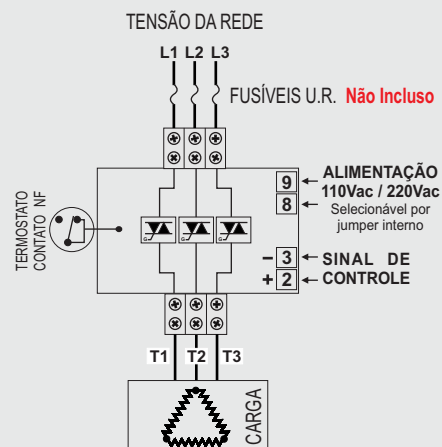 TENSÃO DA REDE
L1 L2 L3
FUSÍVEIS U.R. Não Incluso
TERMOSTATO
CONTATO NF
9
ALIMENTAÇÃO
110Vac / 220Vac
8
Selecionável por
jumper interno
G G G
– 3 SINAL DE
+ 2 CONTROLE
T1 T2 T3
CARGA